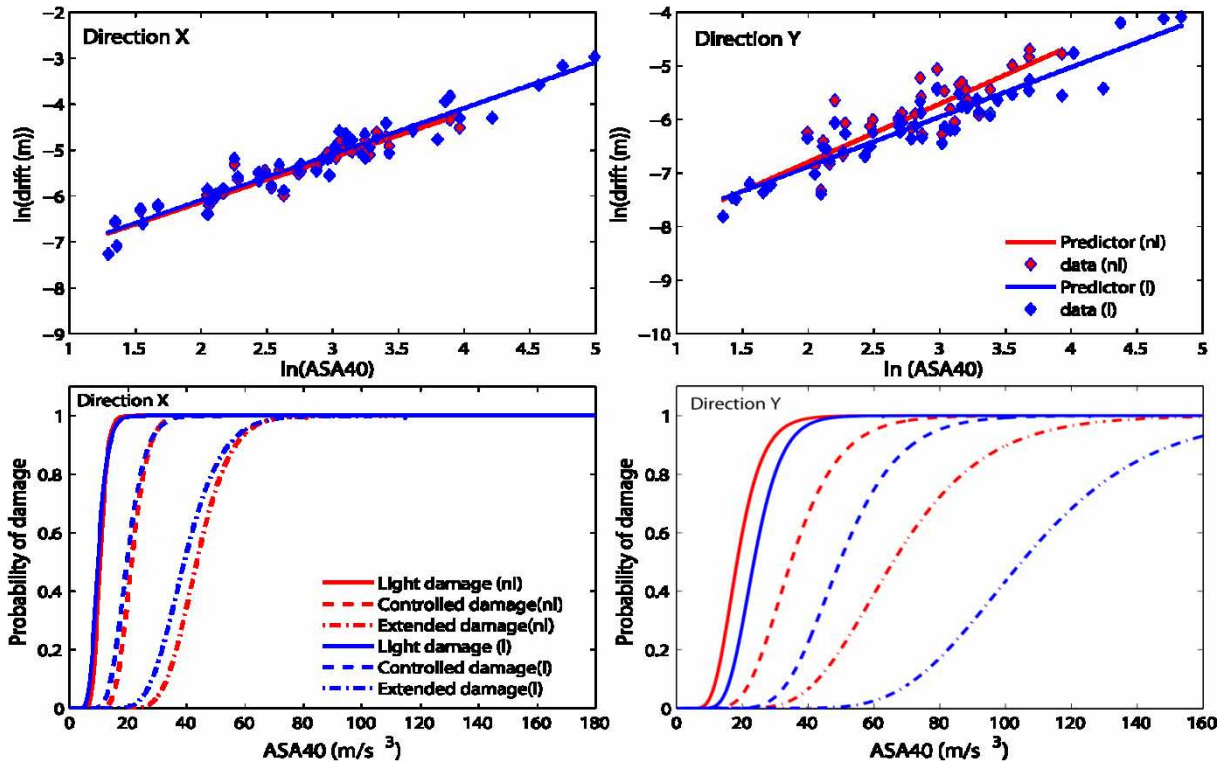 Direction X
ln(drift (m))
−2
−3
−4
−5
−6
−7
−8
−9
1
1.5
2
2.5
3
3.5
4
4.5
5
ln(ASA40)
Direction Y
ln(drift (m))
−4
−5
−6
−7
−8
−9
−10
1
1.5
2
2.5
3
3.5
4
4.5
5
ln (ASA40)
Predictor (nl)
data (nl)
Predictor (l)
data (l)
Direction X
Probability of damage
1
0.8
0.6
0.4
0.2
0
0
20
40
60
80
100
120
140
160
180
ASA40 (m/s 3)
Light damage (nl)
Controlled damage(nl)
Extended damage(nl)
Light damage (l)
Controlled damage(l)
Extended damage(l)
Direction Y
Probability of damage
1
0.8
0.6
0.4
0.2
0
0
20
40
60
80
100
120
140
160
ASA40 (m/s 3)